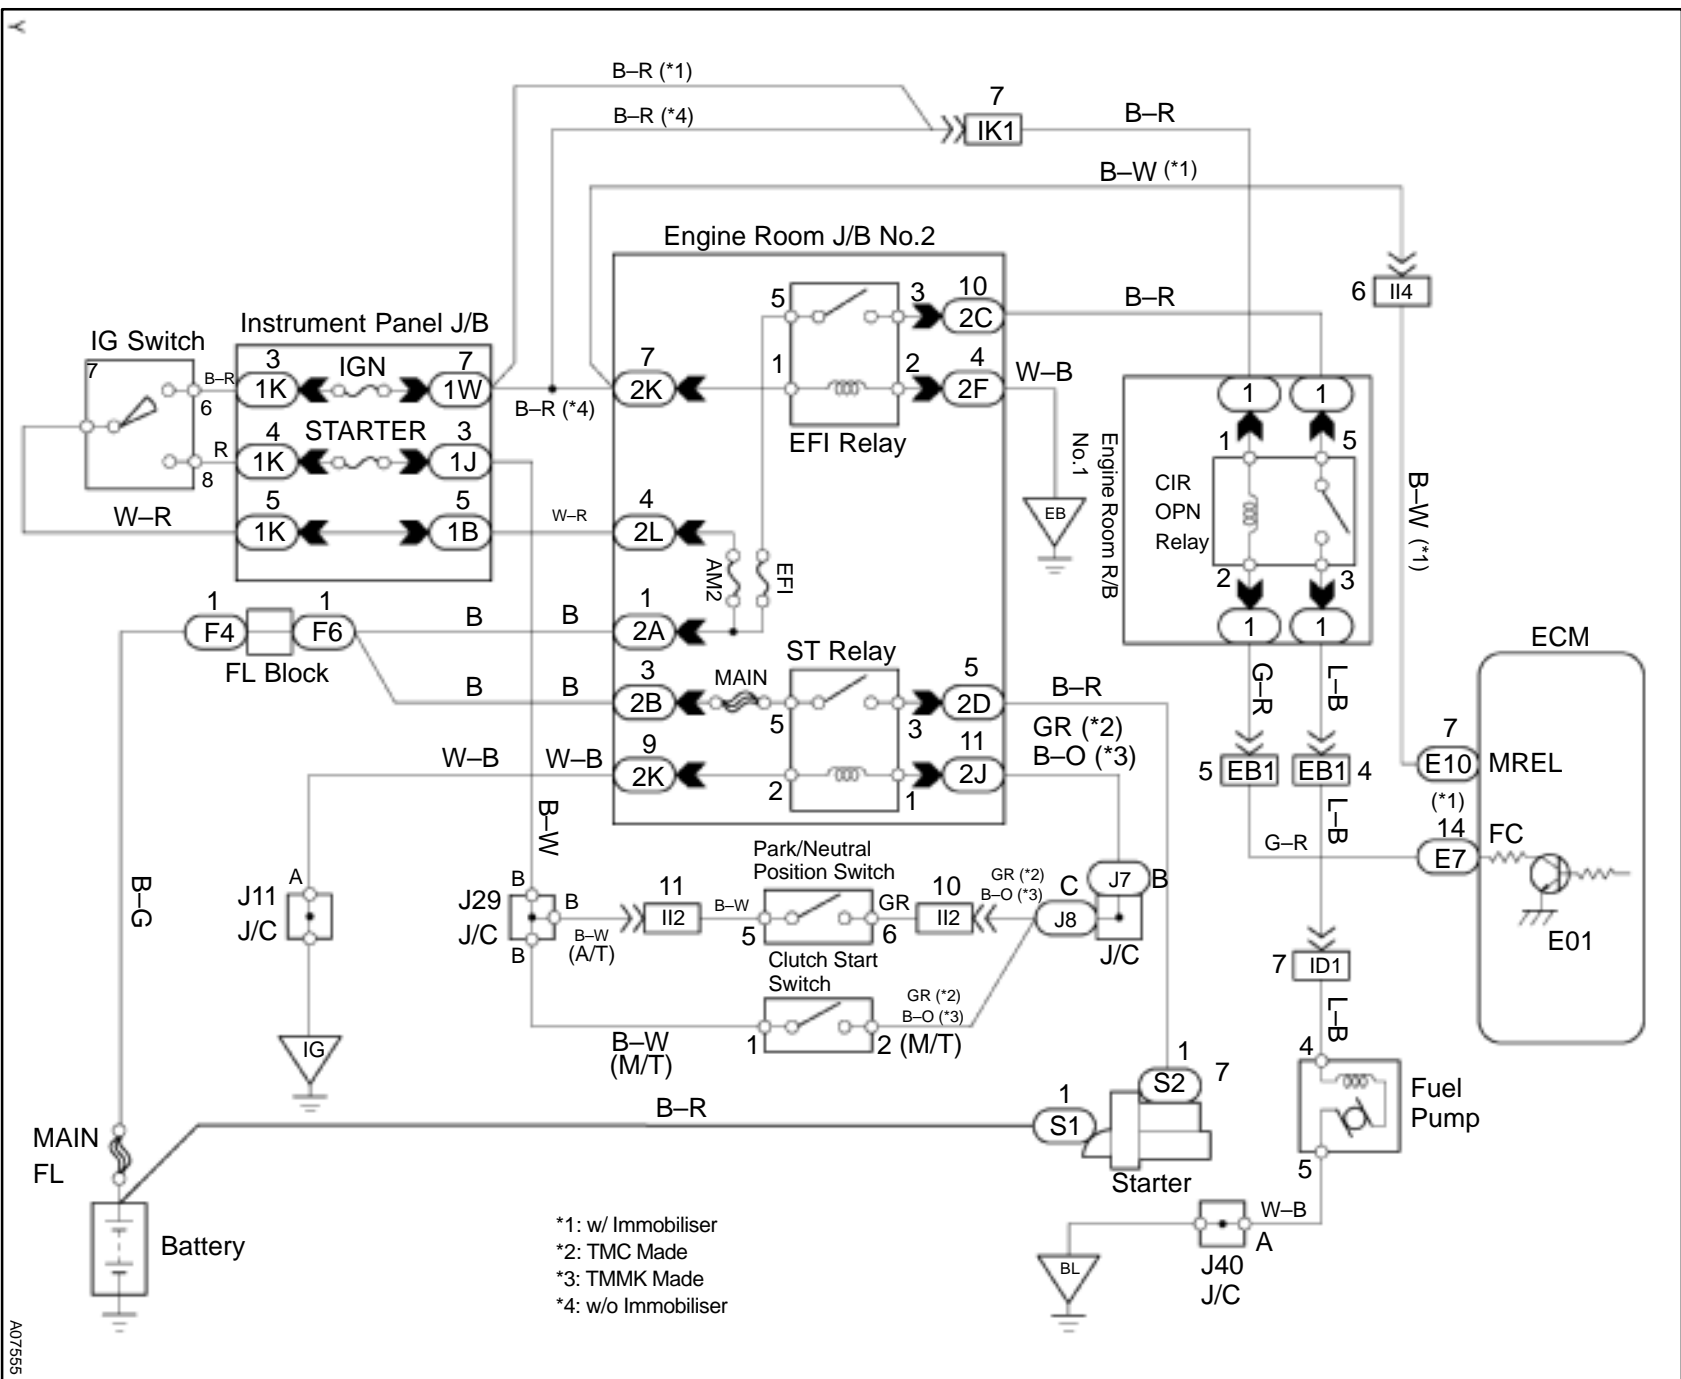 Y
B–R (*1)
7
B–R (*4)
IK1
B–R
B–W (*1)
Engine Room J/B No.2
6 II4
10
5
3
2C
B–R
Instrument Panel J/B
IG Switch
7
3
IGN
7
7
1
2
4
B–R
1K
1W
2K
2F
W–B
6
B–R (*4)
EFI Relay
4
STARTER
3
R
1K
1J
8
5
5
4
W–R
1K
1B
W–R
2L
AM2
EFI
EB
Engine Room R/B
No.1
1
1
1
5
CIR
OPN
Relay
2
3
1
1
B–W (*1)
1
1
B
B
1
F4
F6
2A
FL Block
ST Relay
3
MAIN
5
B
B
2B
5
3
2D
B–R
GR (*2)
B–O (*3)
9
11
W–B
W–B
2K
2
1
2J
G–R
L–B
5 EB1
EB1 4
L–B
G–R
ECM
7
E10
MREL
(*1)
14
E7
FC
E01
B–G
B–W
A
J11
J/C
B
J29
J/C
B
B
B–W
(A/T)
11
II2
B–W
Park/Neutral
Position Switch
5
6
GR
10
II2
GR (*2)
B–O (*3)
C
J8
J7
B
J/C
Clutch Start
Switch
GR (*2)
B–O (*3)
B–W
(M/T)
1
2 (M/T)
7 ID1
L–B
IG
4
Fuel
Pump
5
1
S2
7
1
S1
B–R
Starter
MAIN
FL
Battery
W–B
A
J40
J/C
BL
*1: w/ Immobiliser
*2: TMC Made
*3: TMMK Made
*4: w/o Immobiliser
A07555